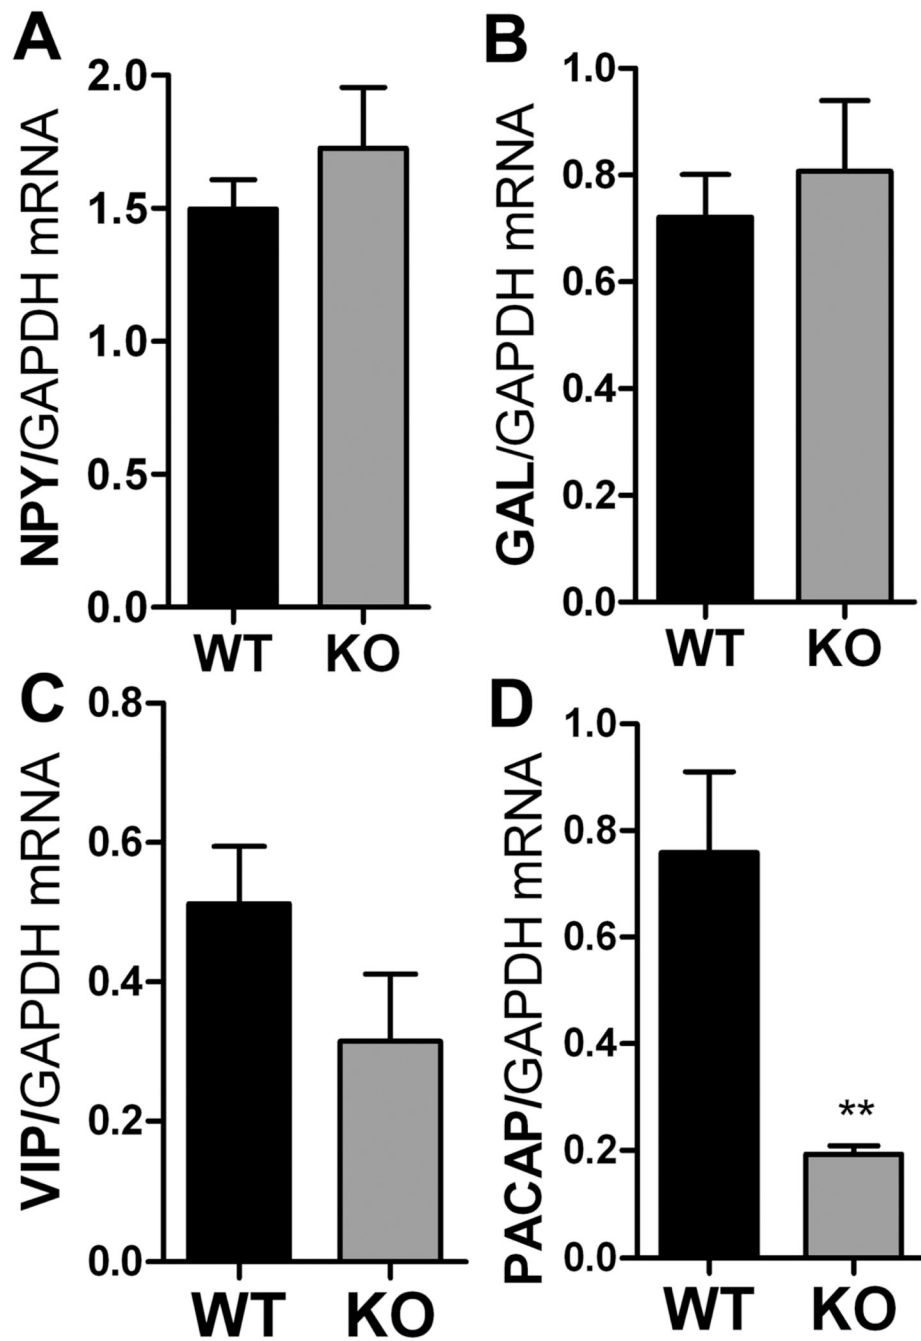 A
NPY/GAPDH mRNA
2.0
1.5
1.0
0.5
0.0
WT KO
B
GAL/GAPDH mRNA
1.0
0.8
0.6
0.4
0.2
0.0
WT KO
C
VIP/GAPDH mRNA
0.8
0.6
0.4
0.2
0.0
WT KO
D
PACAP/GAPDH mRNA
1.0
0.8
0.6
0.4
0.2
0.0
**
WT KO